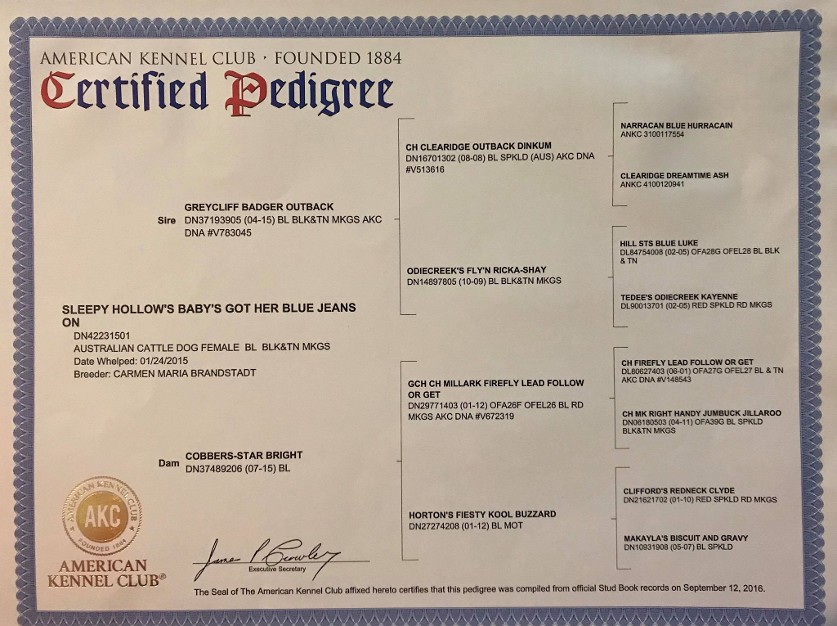 AMERICAN KENNEL CLUB · FOUNDED 1884
Certified Pedigree
NARRACAN BLUE HURRACAIN
ANKC 3100117554
CH CLEARIDGE OUTBACK DINKUM
DN16701302 (08-08) BL SPKLD (AUS) AKC DNA
#V513616
CLEARIDGE DREAMTIME ASH
ANKC 4100120941
GREYCLIFF BADGER OUTBACK
Sire DN37193905 (04-15) BL BLK&TN MKGS AKC
DNA #V783045
HILL STS BLUE LUKE
DL84754008 (02-05) OFA28G OFEL28 BL BLK
& TN
ODIECREEK'S FLY'N RICKA-SHAY
DN14897805 (10-09) BL BLK&TN MKGS
TEDEE'S ODIECREEK KAYENNE
DL90013701 (02-05) RED SPKLD RD MKGS
SLEEPY HOLLOW'S BABY'S GOT HER BLUE JEANS
ON
DN42231501
AUSTRALIAN CATTLE DOG FEMALE BL BLK&TN MKGS
Date Whelped: 01/24/2015
Breeder: CARMEN MARIA BRANDSTADT
CH FIREFLY LEAD FOLLOW OR GET
DL80627403 (06-01) OFA27G OFEL27 BL & TN
AKC DNA #V148543
GCH CH MILLARK FIREFLY LEAD FOLLOW
OR GET
DN29771403 (01-12) OFA26F OFEL26 BL RD
MKGS AKC DNA #V672319
CH MK RIGHT HANDY JUMBUCK JILLAROO
DN06180503 (04-11) OFA39G BL SPKLD
BLK&TN MKGS
COBBERS-STAR BRIGHT
Dam DN37489206 (07-15) BL
CLIFFORD'S REDNECK CLYDE
DN21621702 (01-10) RED SPKLD RD MKGS
HORTON'S FIESTY KOOL BUZZARD
DN27274208 (01-12) BL MOT
MAKAYLA'S BISCUIT AND GRAVY
DN10931908 (05-07) BL SPKLD
AMERICAN KENNEL CLUB
AKC
FOUNDED 1884
AMERICAN
KENNEL CLUB®
James P. Crowley
Executive Secretary
The Seal of The American Kennel Club affixed hereto certifies that this pedigree was compiled from official Stud Book records on September 12, 2016.